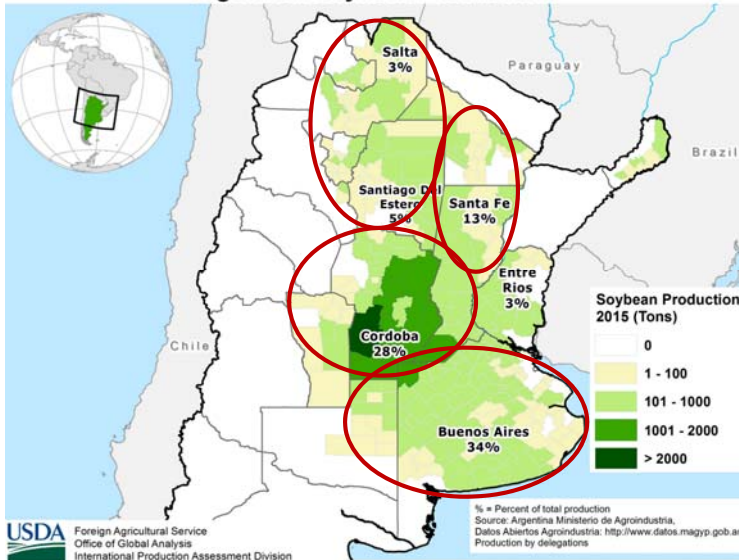 Salta
3%
Paraguay
Brazil
Santiago Del
Estero
5%
Santa Fe
13%
Entre
Rios
3%
Chile
Cordoba
28%
Buenos Aires
34%
Soybean Production
2015 (Tons)
0
1 - 100
101 - 1000
1001 - 2000
> 2000
USDA
Foreign Agricultural Service
Office of Global Analysis
International Production Assessment Division
% = Percent of total production
Source: Argentina Ministerio de Agroindustria,
Datos Abiertos Agroindustria: http://www.datos.magyp.gob.ar
Production by delegations